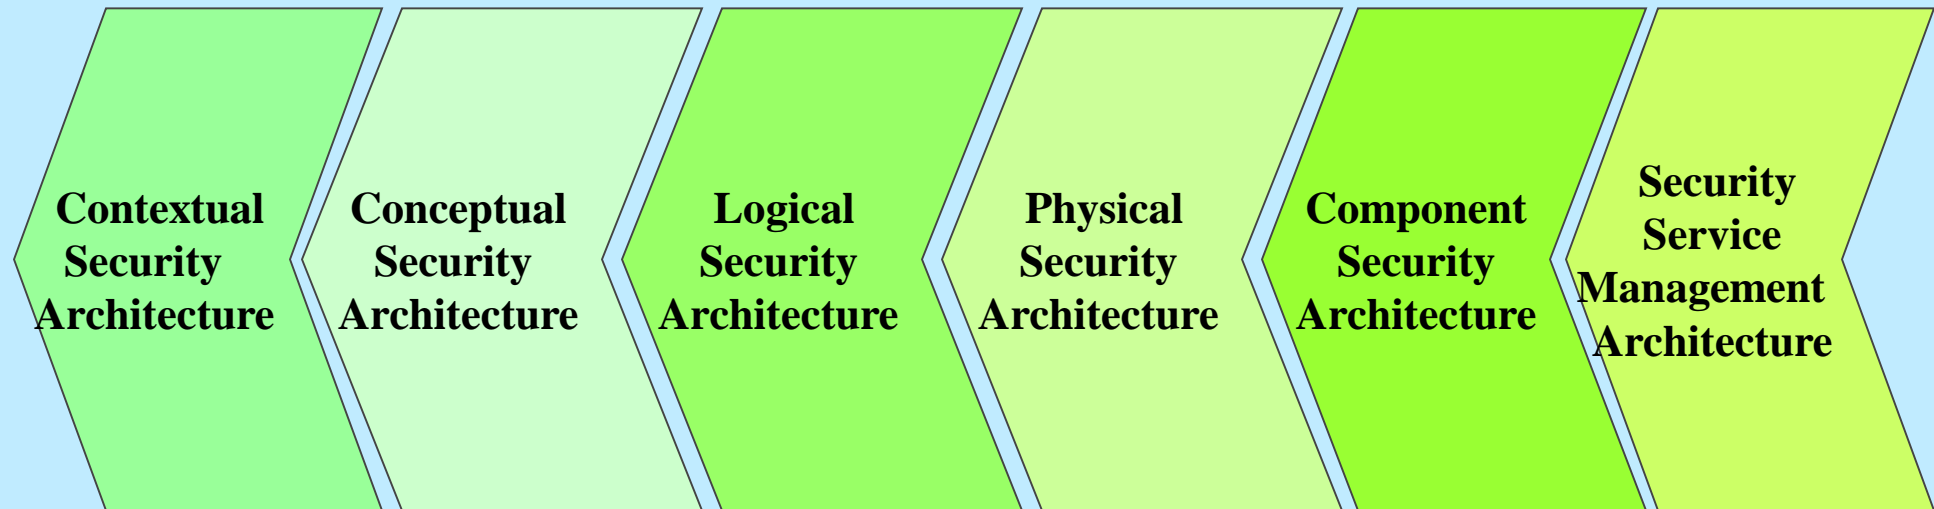 Contextual
Security
Architecture
Conceptual
Security
Architecture
Logical
Security
Architecture
Physical
Security
Architecture
Component
Security
Architecture
Security
Service
Management
Architecture